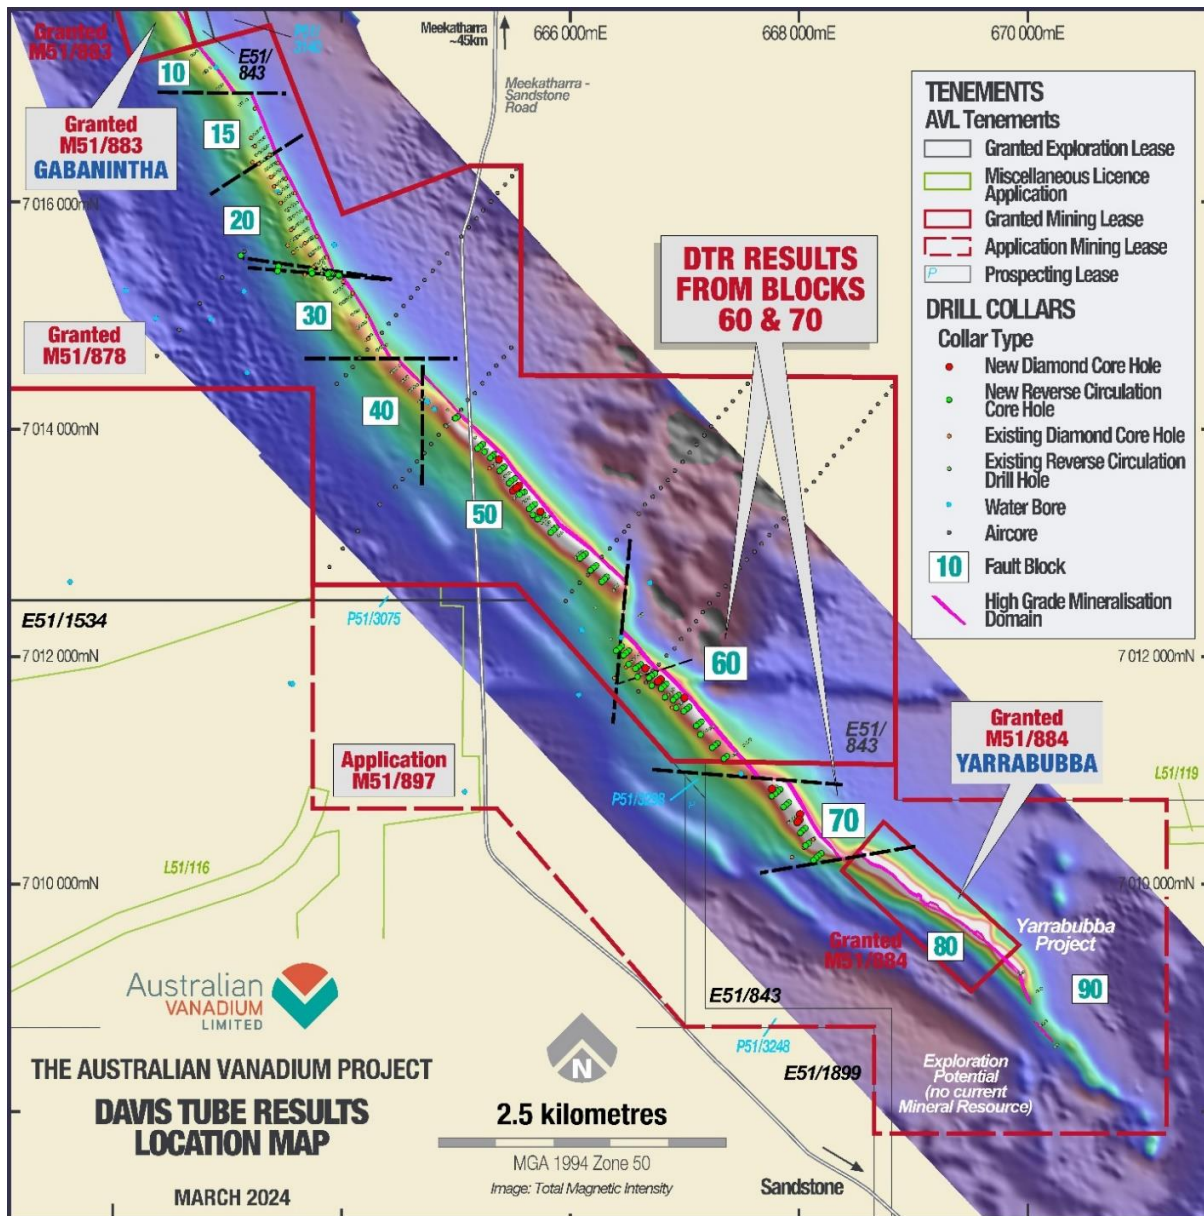 Granted
M51/883
E51/
843
Meekatharra
~45km
666 000mE
668 000mE
670 000mE
Meekatharra -
Sandstone
Road
10
Granted
M51/883
GABANINTHA
15
7 016 000mN
20
30
Granted
M51/878
40
7 014 000mN
50
DTR RESULTS
FROM BLOCKS
60 & 70
TENEMENTS
AVL Tenements
Granted Exploration Lease
Miscellaneous Licence
Application
Granted Mining Lease
Application Mining Lease
P
Prospecting Lease
DRILL COLLARS
Collar Type
New Diamond Core Hole
New Reverse Circulation
Core Hole
Existing Diamond Core Hole
Existing Reverse Circulation
Drill Hole
Water Bore
Aircore
10
Fault Block
High Grade Mineralisation
Domain
E51/1534
P51/3075
7 012 000mN
7 012 000mN
60
E51/
843
Granted
M51/884
YARRABUBBA
Application
M51/897
P51/3298
L51/119
70
L51/116
7 010 000mN
7 010 000mN
Yarrabubba
Project
80
Granted
M51/884
90
E51/843
P51/3248
E51/1899
Exploration
Potential
(no current
Mineral Resource)
Australian
VANADIUM
LIMITED
THE AUSTRALIAN VANADIUM PROJECT
DAVIS TUBE RESULTS
LOCATION MAP
MARCH 2024
N
2.5 kilometres
MGA 1994 Zone 50
Image: Total Magnetic Intensity
Sandstone